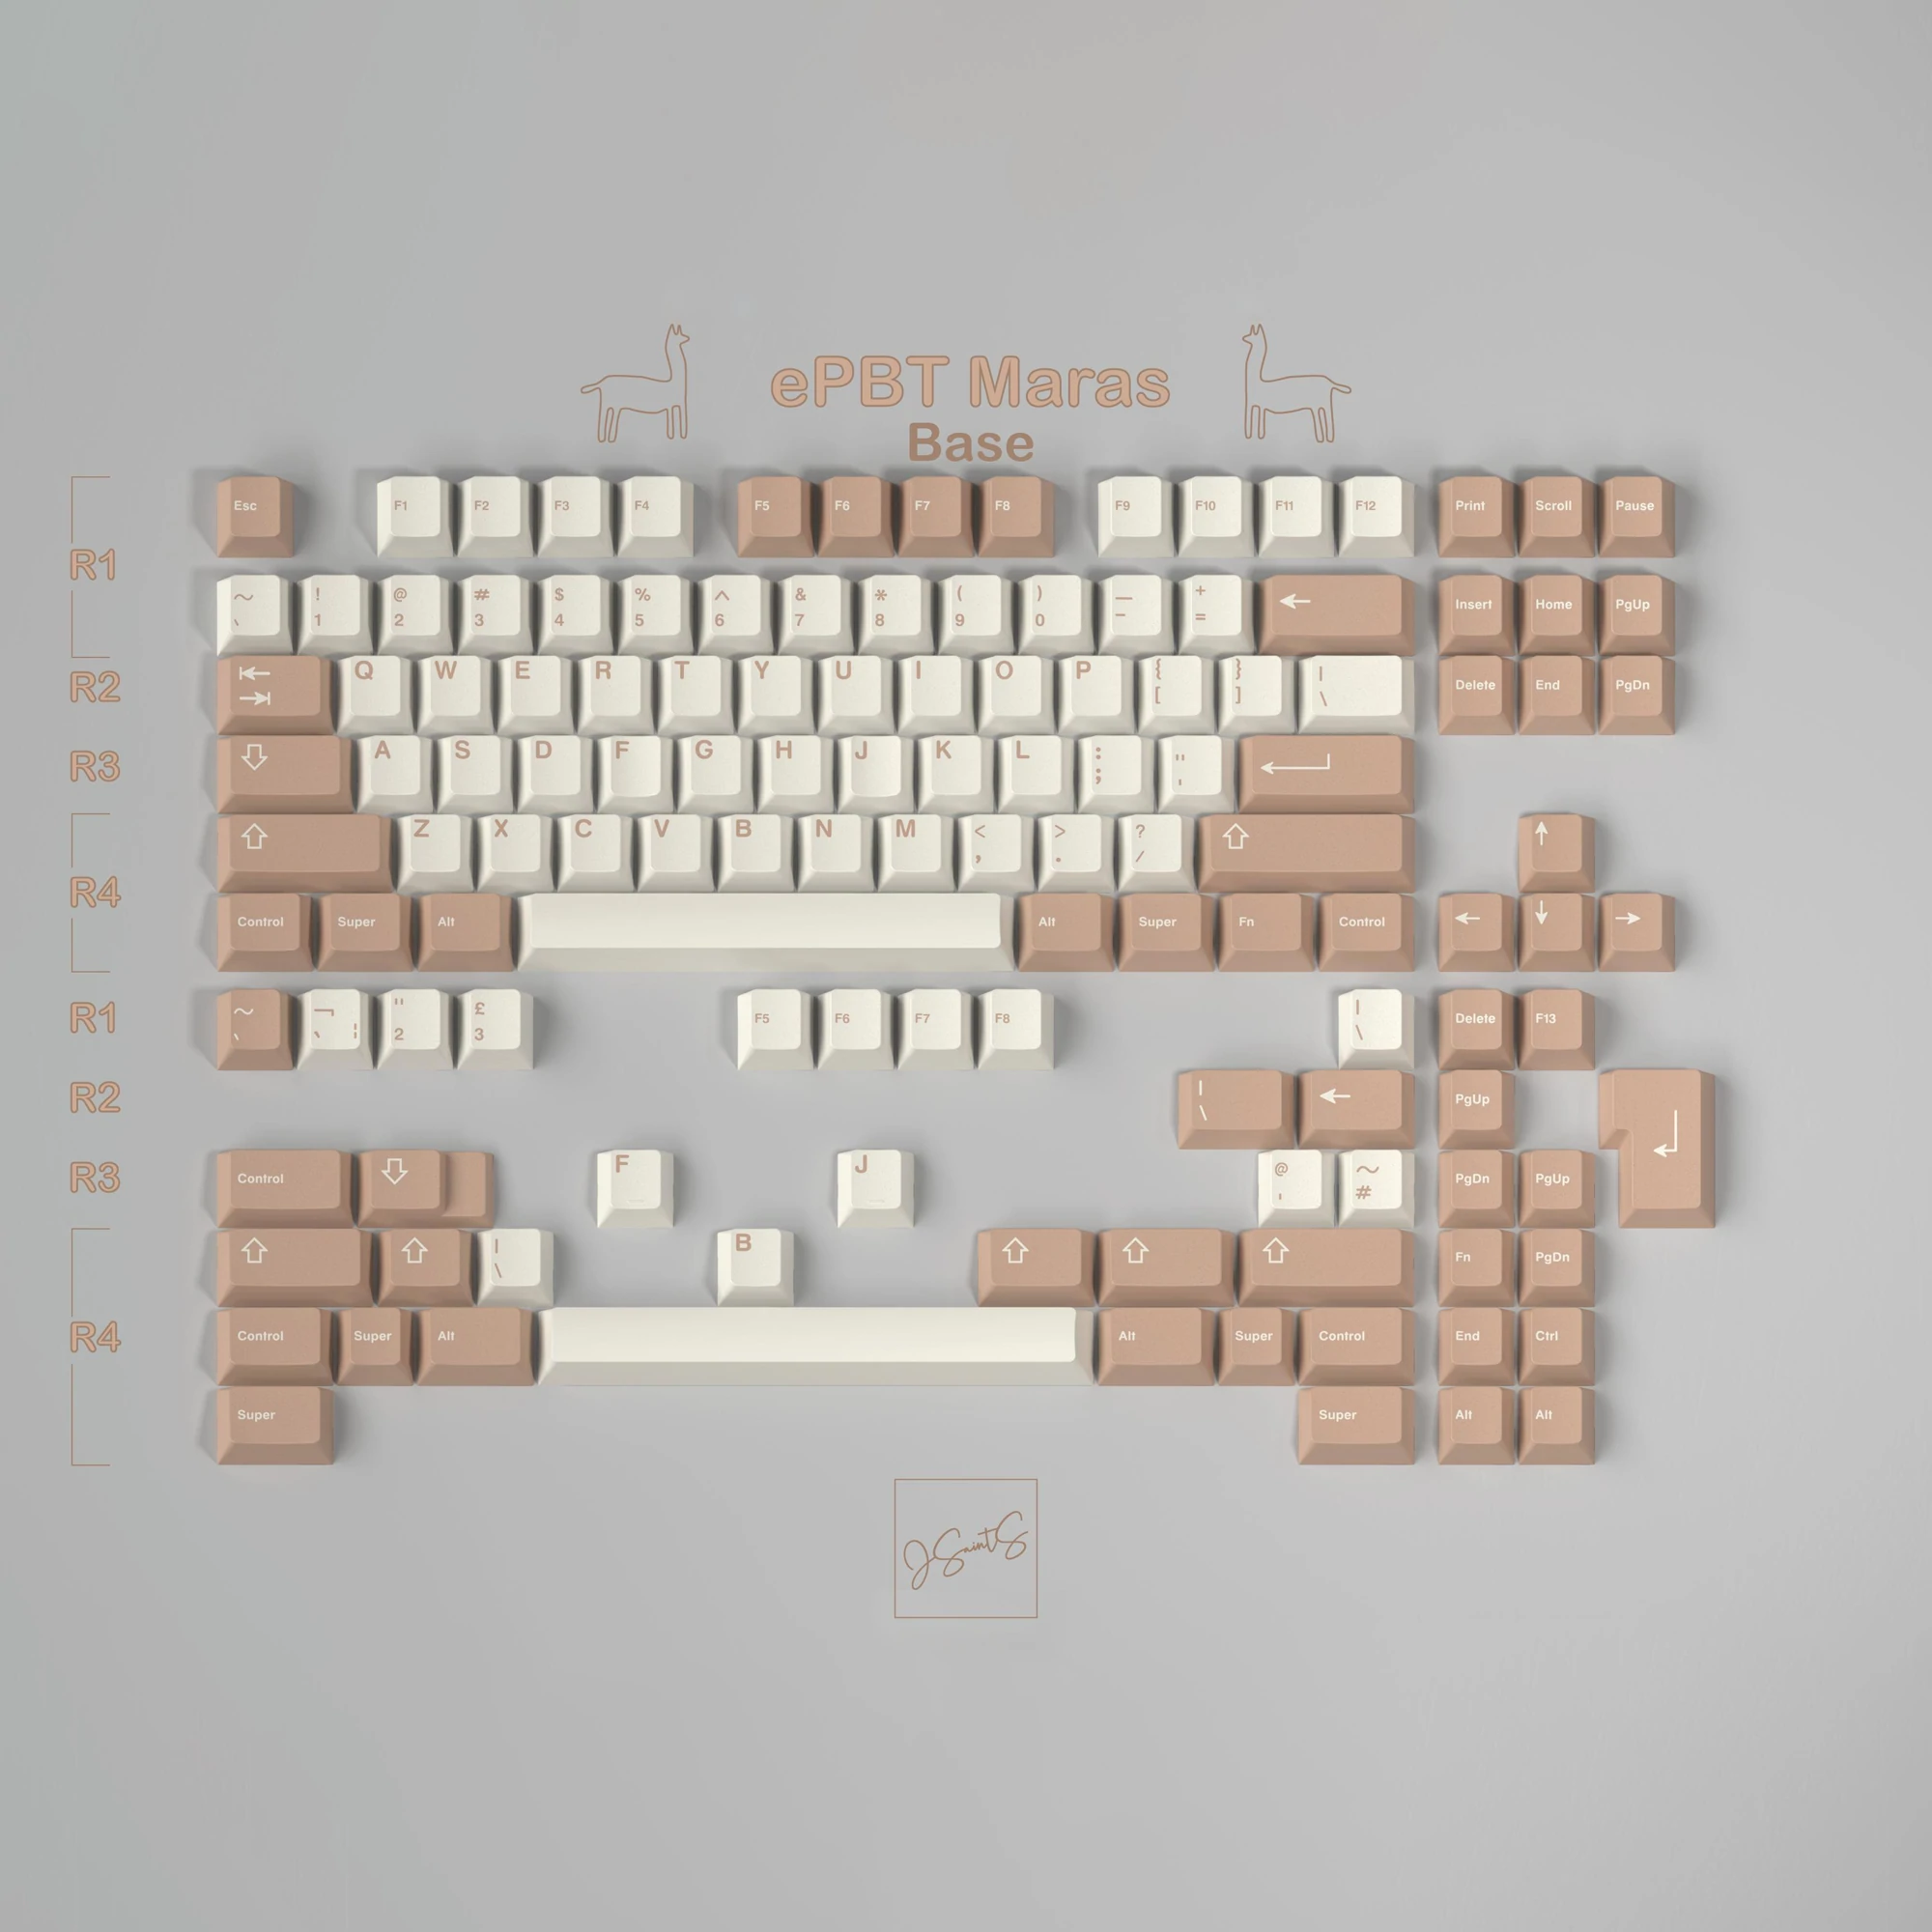 ePBT Maras
Base
R1
Esc F1 F2 F3 F4 F5 F6 F7 F8 F9 F10 F11 F12 Print Scroll Pause
~ ! @ # $ % ^ & * ( ) — + ←
` 1 2 3 4 5 6 7 8 9 0 - = Insert Home PgUp
R2
⇤ Q W E R T Y U I O P { } |
⇥ [ ] \ Delete End PgDn
R3
⇩ A S D F G H J K L : " ↵
; '
R4
⇧ Z X C V B N M < > ? ⇧ ↑
, . /
Control Super Alt Alt Super Fn Control ← ↓ →
R1
~ ¬ " £ |
` ` ¦ 2 3 F5 F6 F7 F8 \ Delete F13
R2
| ← PgUp ↵
\
R3
Control ⇩ F J @ ~ PgDn PgUp
' #
R4
⇧ ⇧ | B ⇧ ⇧ ⇧ Fn PgDn
\
Control Super Alt Alt Super Control End Ctrl
Super Super Alt Alt
JSaintS